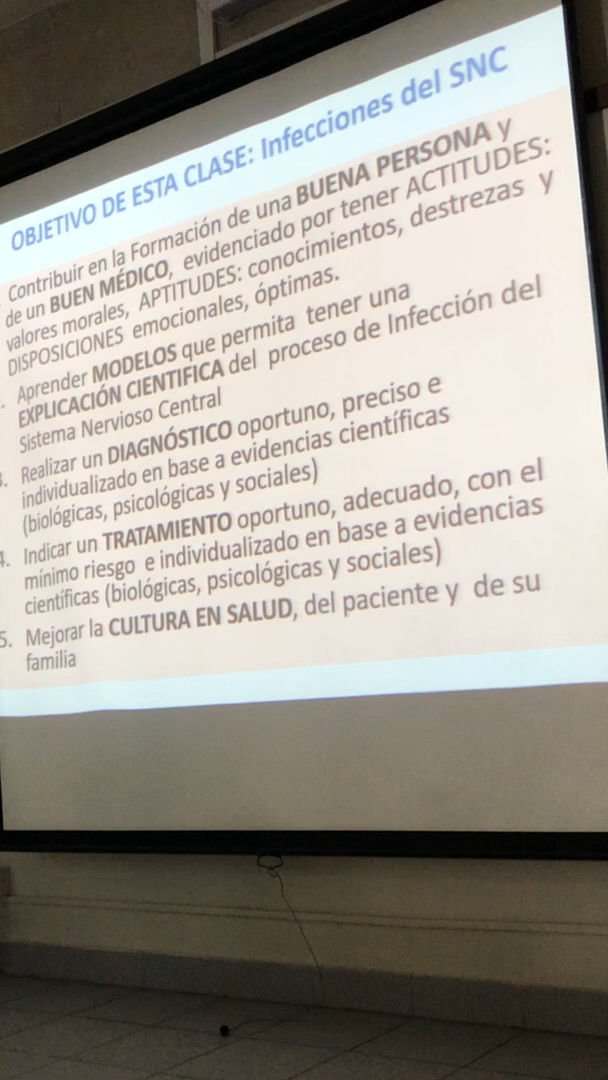 OBJETIVO DE ESTA CLASE: Infecciones del SNC
Contribuir en la Formación de una BUENA PERSONA y
de un BUEN MÉDICO, evidenciado por tener ACTITUDES:
valores morales, APTITUDES: conocimientos, destrezas y
DISPOSICIONES emocionales, óptimas.
. Aprender MODELOS que permita tener una
EXPLICACIÓN CIENTIFICA del proceso de Infección del
Sistema Nervioso Central
3. Realizar un DIAGNÓSTICO oportuno, preciso e
individualizado en base a evidencias científicas
(biológicas, psicológicas y sociales)
4. Indicar un TRATAMIENTO oportuno, adecuado, con el
mínimo riesgo e individualizado en base a evidencias
científicas (biológicas, psicológicas y sociales)
5. Mejorar la CULTURA EN SALUD, del paciente y de su
familia